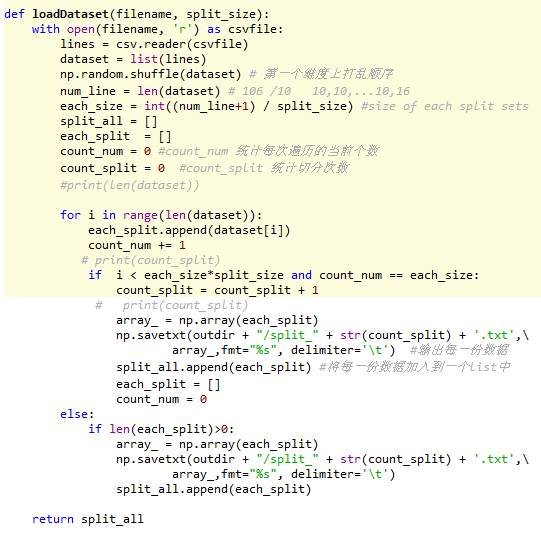 def loadDataset(filename, split_size):
    with open(filename, 'r') as csvfile:
        lines = csv.reader(csvfile)
        dataset = list(lines)
        np.random.shuffle(dataset) # 第一个维度上打乱顺序
        num_line = len(dataset) # 106 /10   10,10,...10,16
        each_size = int((num_line+1) / split_size) #size of each split sets
        split_all = []
        each_split  = []
        count_num = 0 #count_num 统计每次遍历的当前个数
        count_split = 0  #count_split 统计切分次数
        #print(len(dataset))

        for i in range(len(dataset)):
            each_split.append(dataset[i])
            count_num += 1
           # print(count_split)
            if  i < each_size*split_size and count_num == each_size:
                count_split = count_split + 1
             #   print(count_split)
                array_ = np.array(each_split)
                np.savetxt(outdir + "/split_" + str(count_split) + '.txt',\
                        array_,fmt="%s", delimiter='\t')  #输出每一份数据
                split_all.append(each_split) #将每一份数据加入到一个list中
                each_split = []
                count_num = 0
        else:
            if len(each_split)>0:
                array_ = np.array(each_split)
                np.savetxt(outdir + "/split_" + str(count_split) + '.txt',\
                        array_,fmt="%s", delimiter='\t')
                split_all.append(each_split)

    return split_all